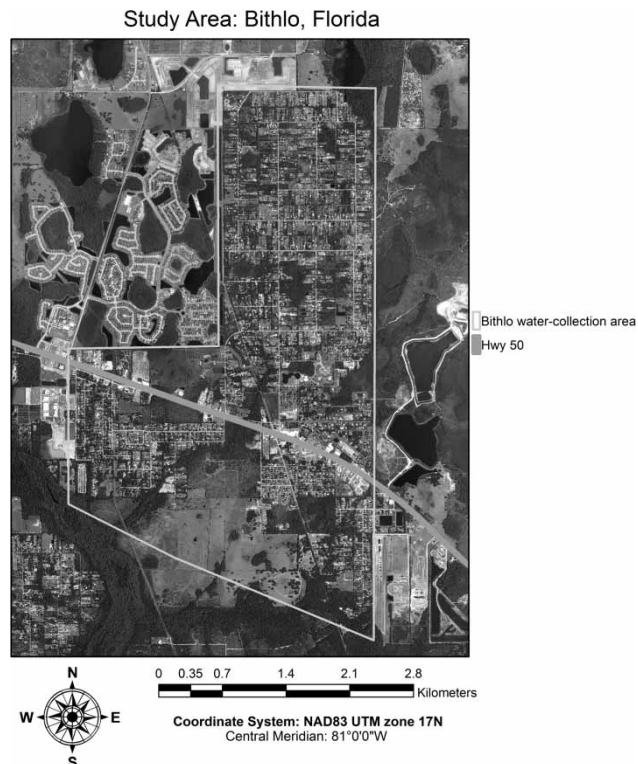 Study Area: Bithlo, Florida
Bithlo water-collection area
Hwy 50
N
W E
S
0 0.35 0.7 1.4 2.1 2.8
Kilometers
Coordinate System: NAD83 UTM zone 17N
Central Meridian: 81°0'0"W